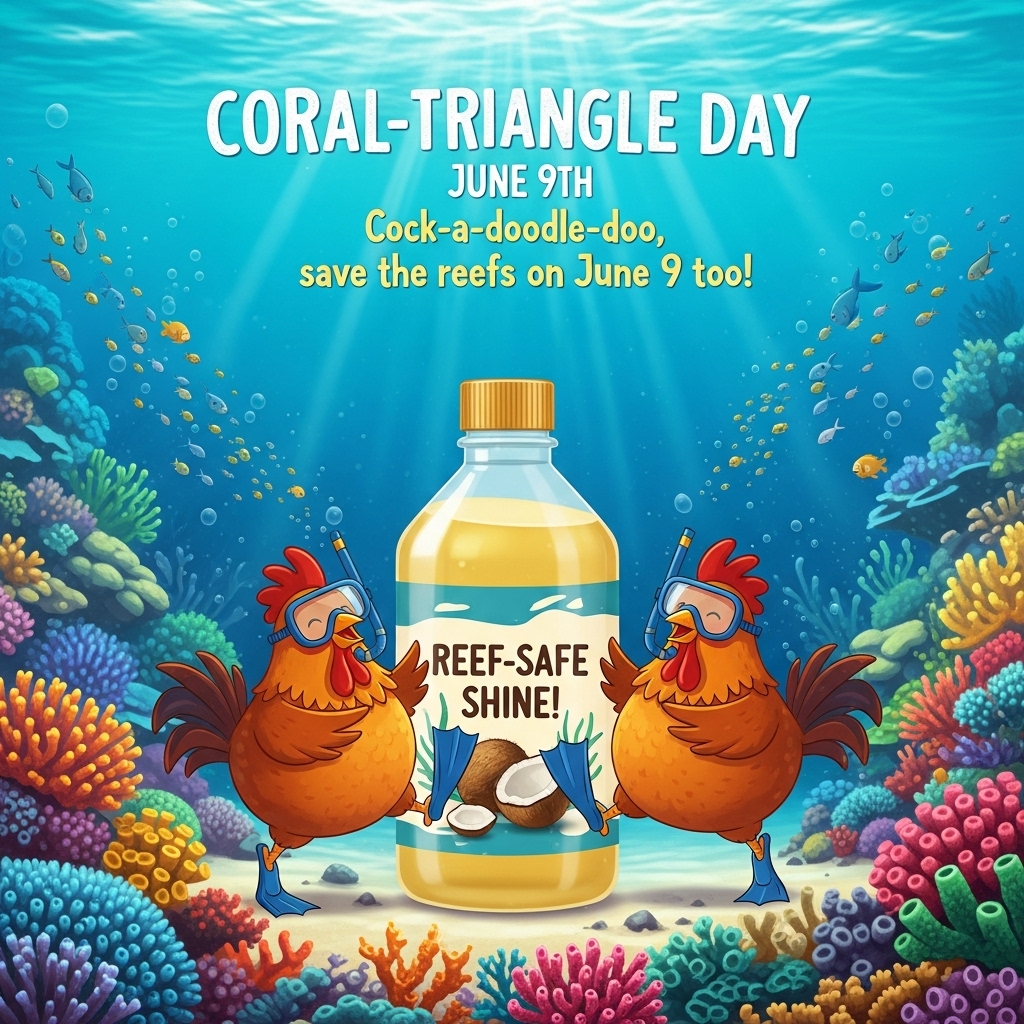 CORAL-TRIANGLE DAY
JUNE 9TH
Cock-a-doodle-doo,
save the reefs on June 9 too!
REEF-SAFE
SHINE!